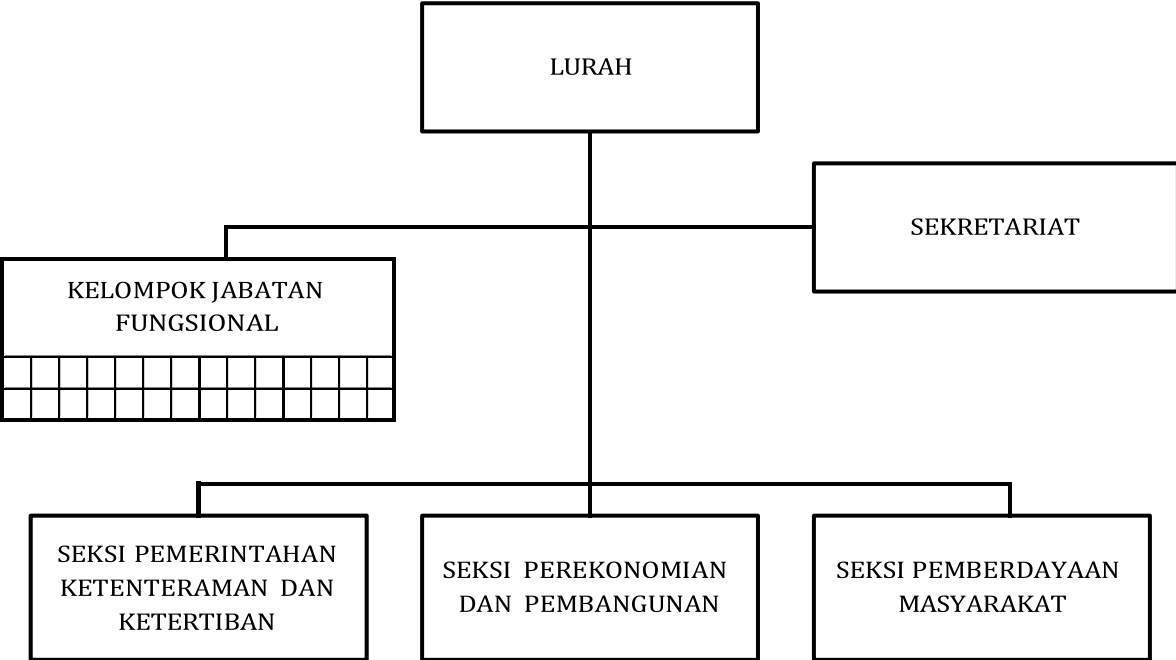 LURAH
SEKRETARIAT
KELOMPOK JABATAN
FUNGSIONAL
SEKSI PEMERINTAHAN
KETENTERAMAN DAN
KETERTIBAN
SEKSI PEREKONOMIAN
DAN PEMBANGUNAN
SEKSI PEMBERDAYAAN
MASYARAKAT